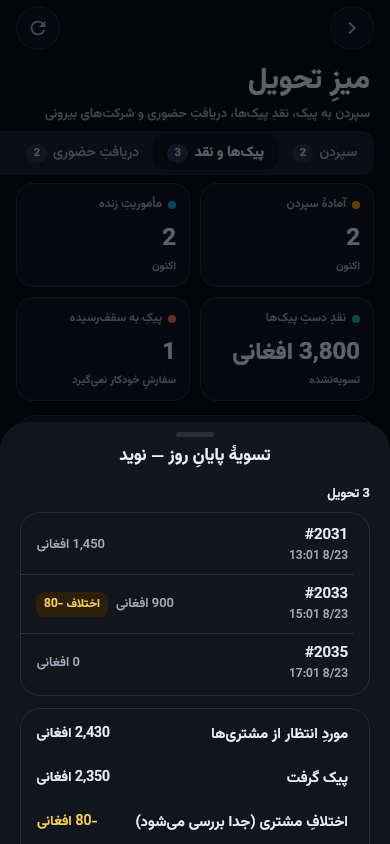 میزِ تحویل
سپردن به پیک، نقدِ پیک‌ها، دریافتِ حضوری و شرکت‌های بیرونی
سپردن 2
پیک‌ها و نقد 3
دریافتِ حضوری 2
آمادهٔ سپردن
2
اکنون
مأموریتِ زنده
2
اکنون
نقدِ دستِ پیک‌ها
3,800 افغانی
تسویه‌نشده
پیکِ به سقف‌رسیده
1
سفارشِ خودکار نمی‌گیرد
تسویهٔ پایانِ روز — نوید
3 تحویل
#2031
1,450 افغانی
8/23 13:01
#2033
900 افغانی
اختلاف -80
8/23 15:01
#2035
0 افغانی
8/23 17:01
موردِ انتظار از مشتری‌ها 2,430 افغانی
پیک گرفت 2,350 افغانی
اختلافِ مشتری (جدا بررسی می‌شود) -80 افغانی